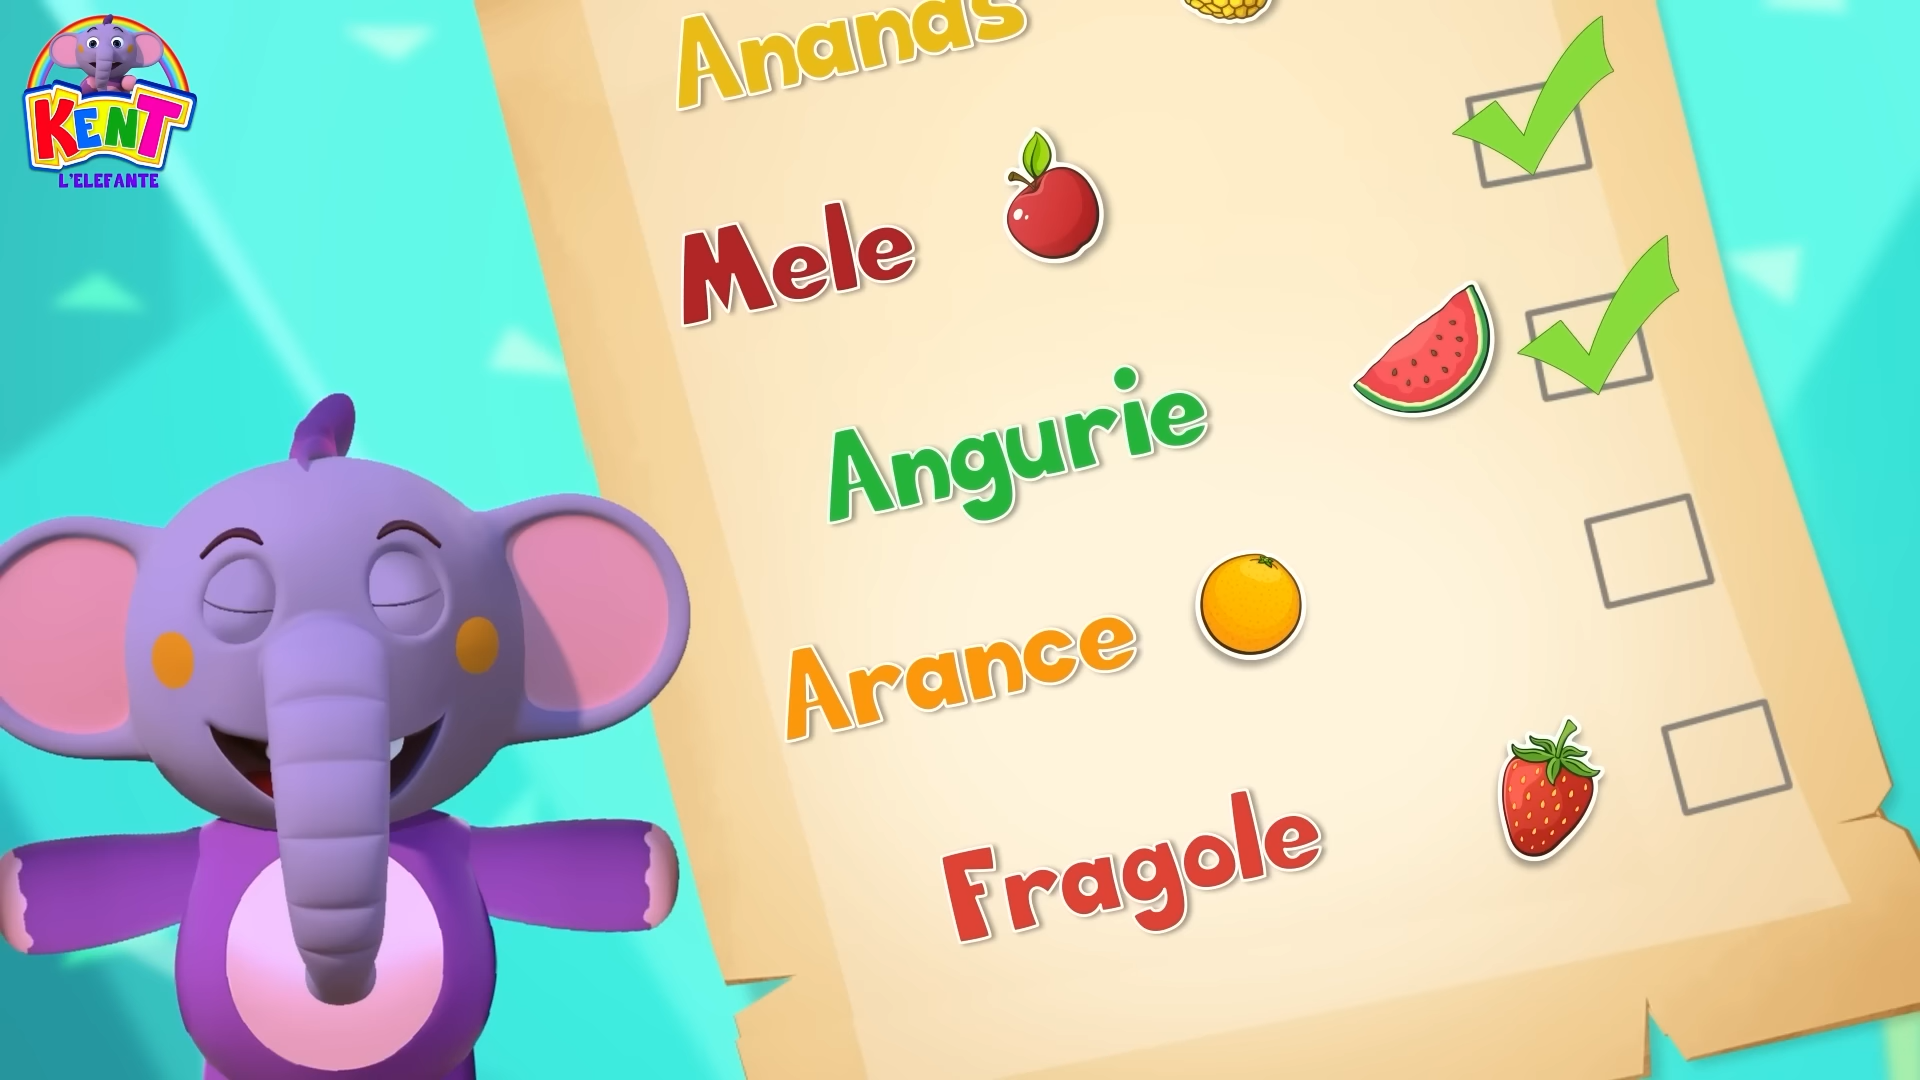 KENT
L'ELEFANTE
Ananas
Mele
Angurie
Arance
Fragole